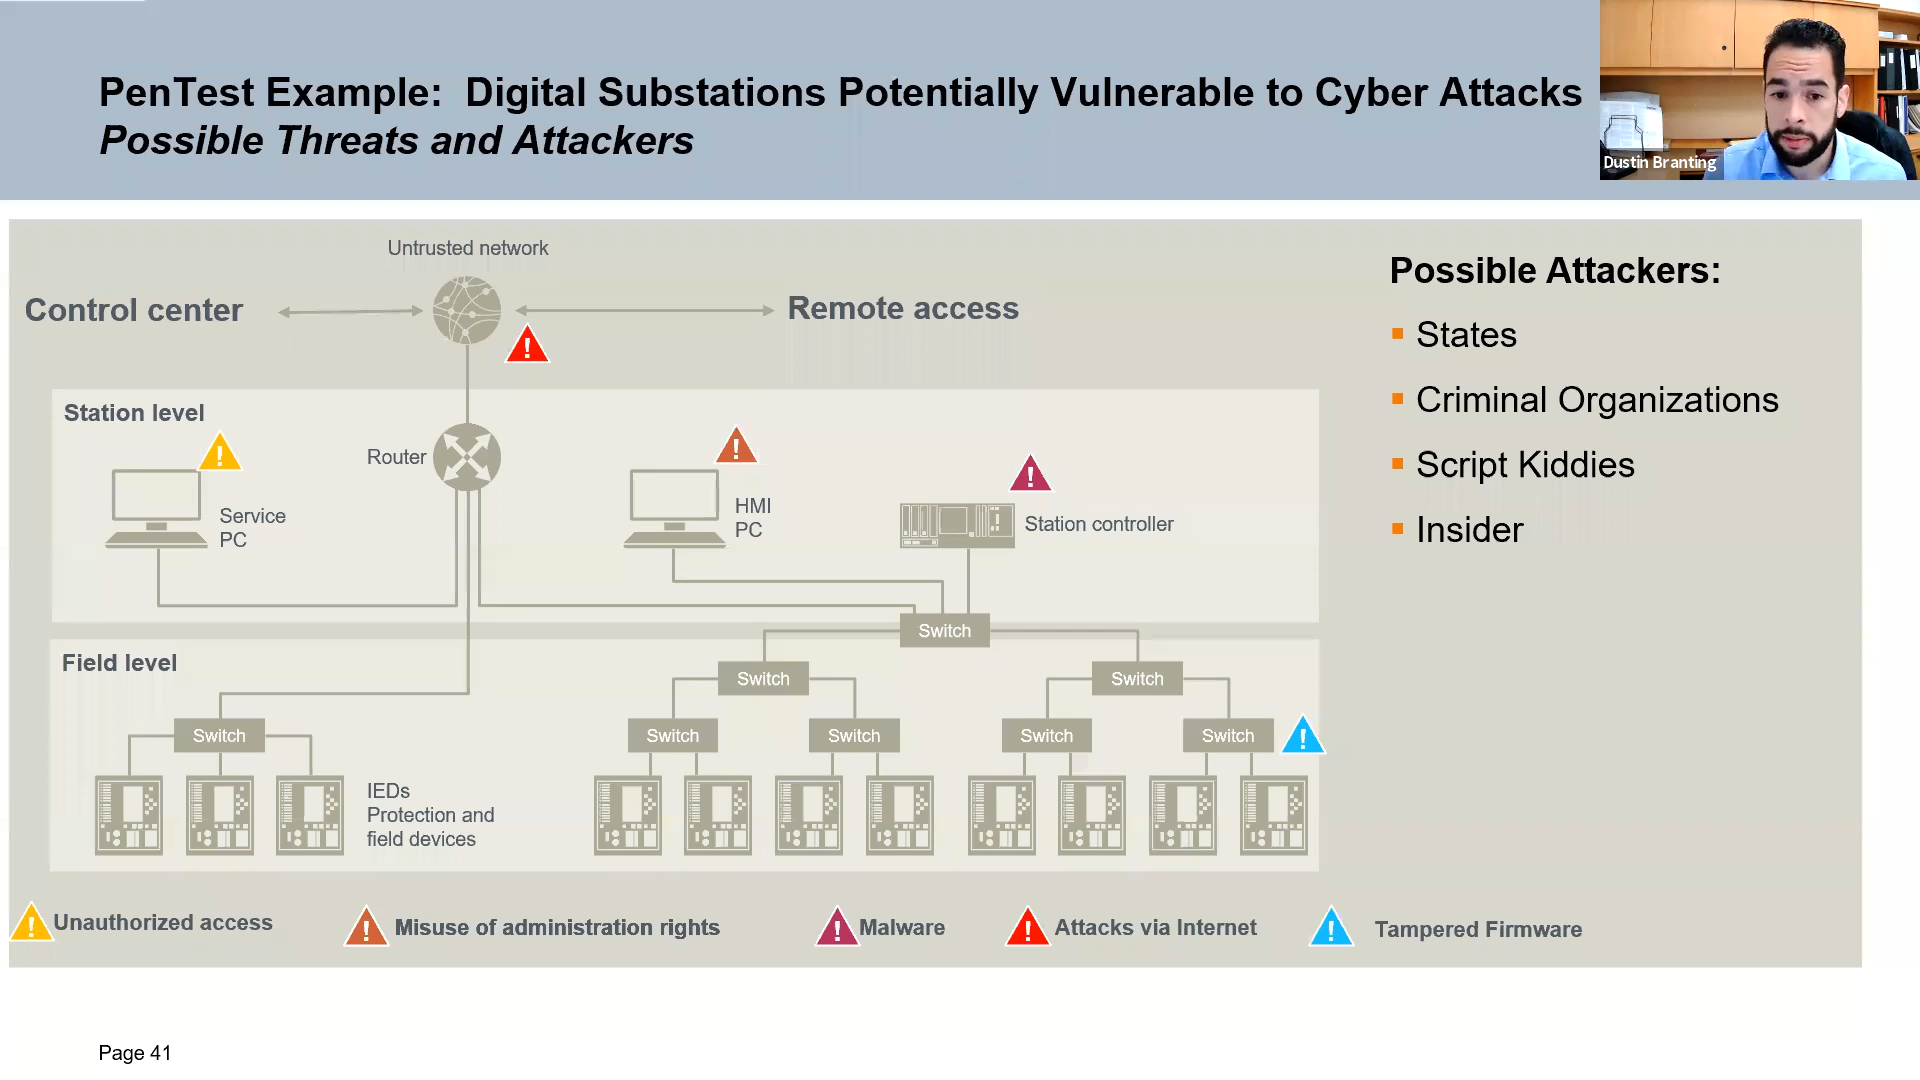 PenTest Example:  Digital Substations Potentially Vulnerable to Cyber Attacks
Possible Threats and Attackers
Dustin Branting
Untrusted network
Control center
Remote access
Possible Attackers:
States
Criminal Organizations
Script Kiddies
Insider
Station level
Router
Service
PC
HMI
PC
Station controller
Switch
Field level
Switch
Switch
Switch
Switch
Switch
Switch
Switch
IEDs
Protection and
field devices
Unauthorized access
Misuse of administration rights
Malware
Attacks via Internet
Tampered Firmware
Page 41